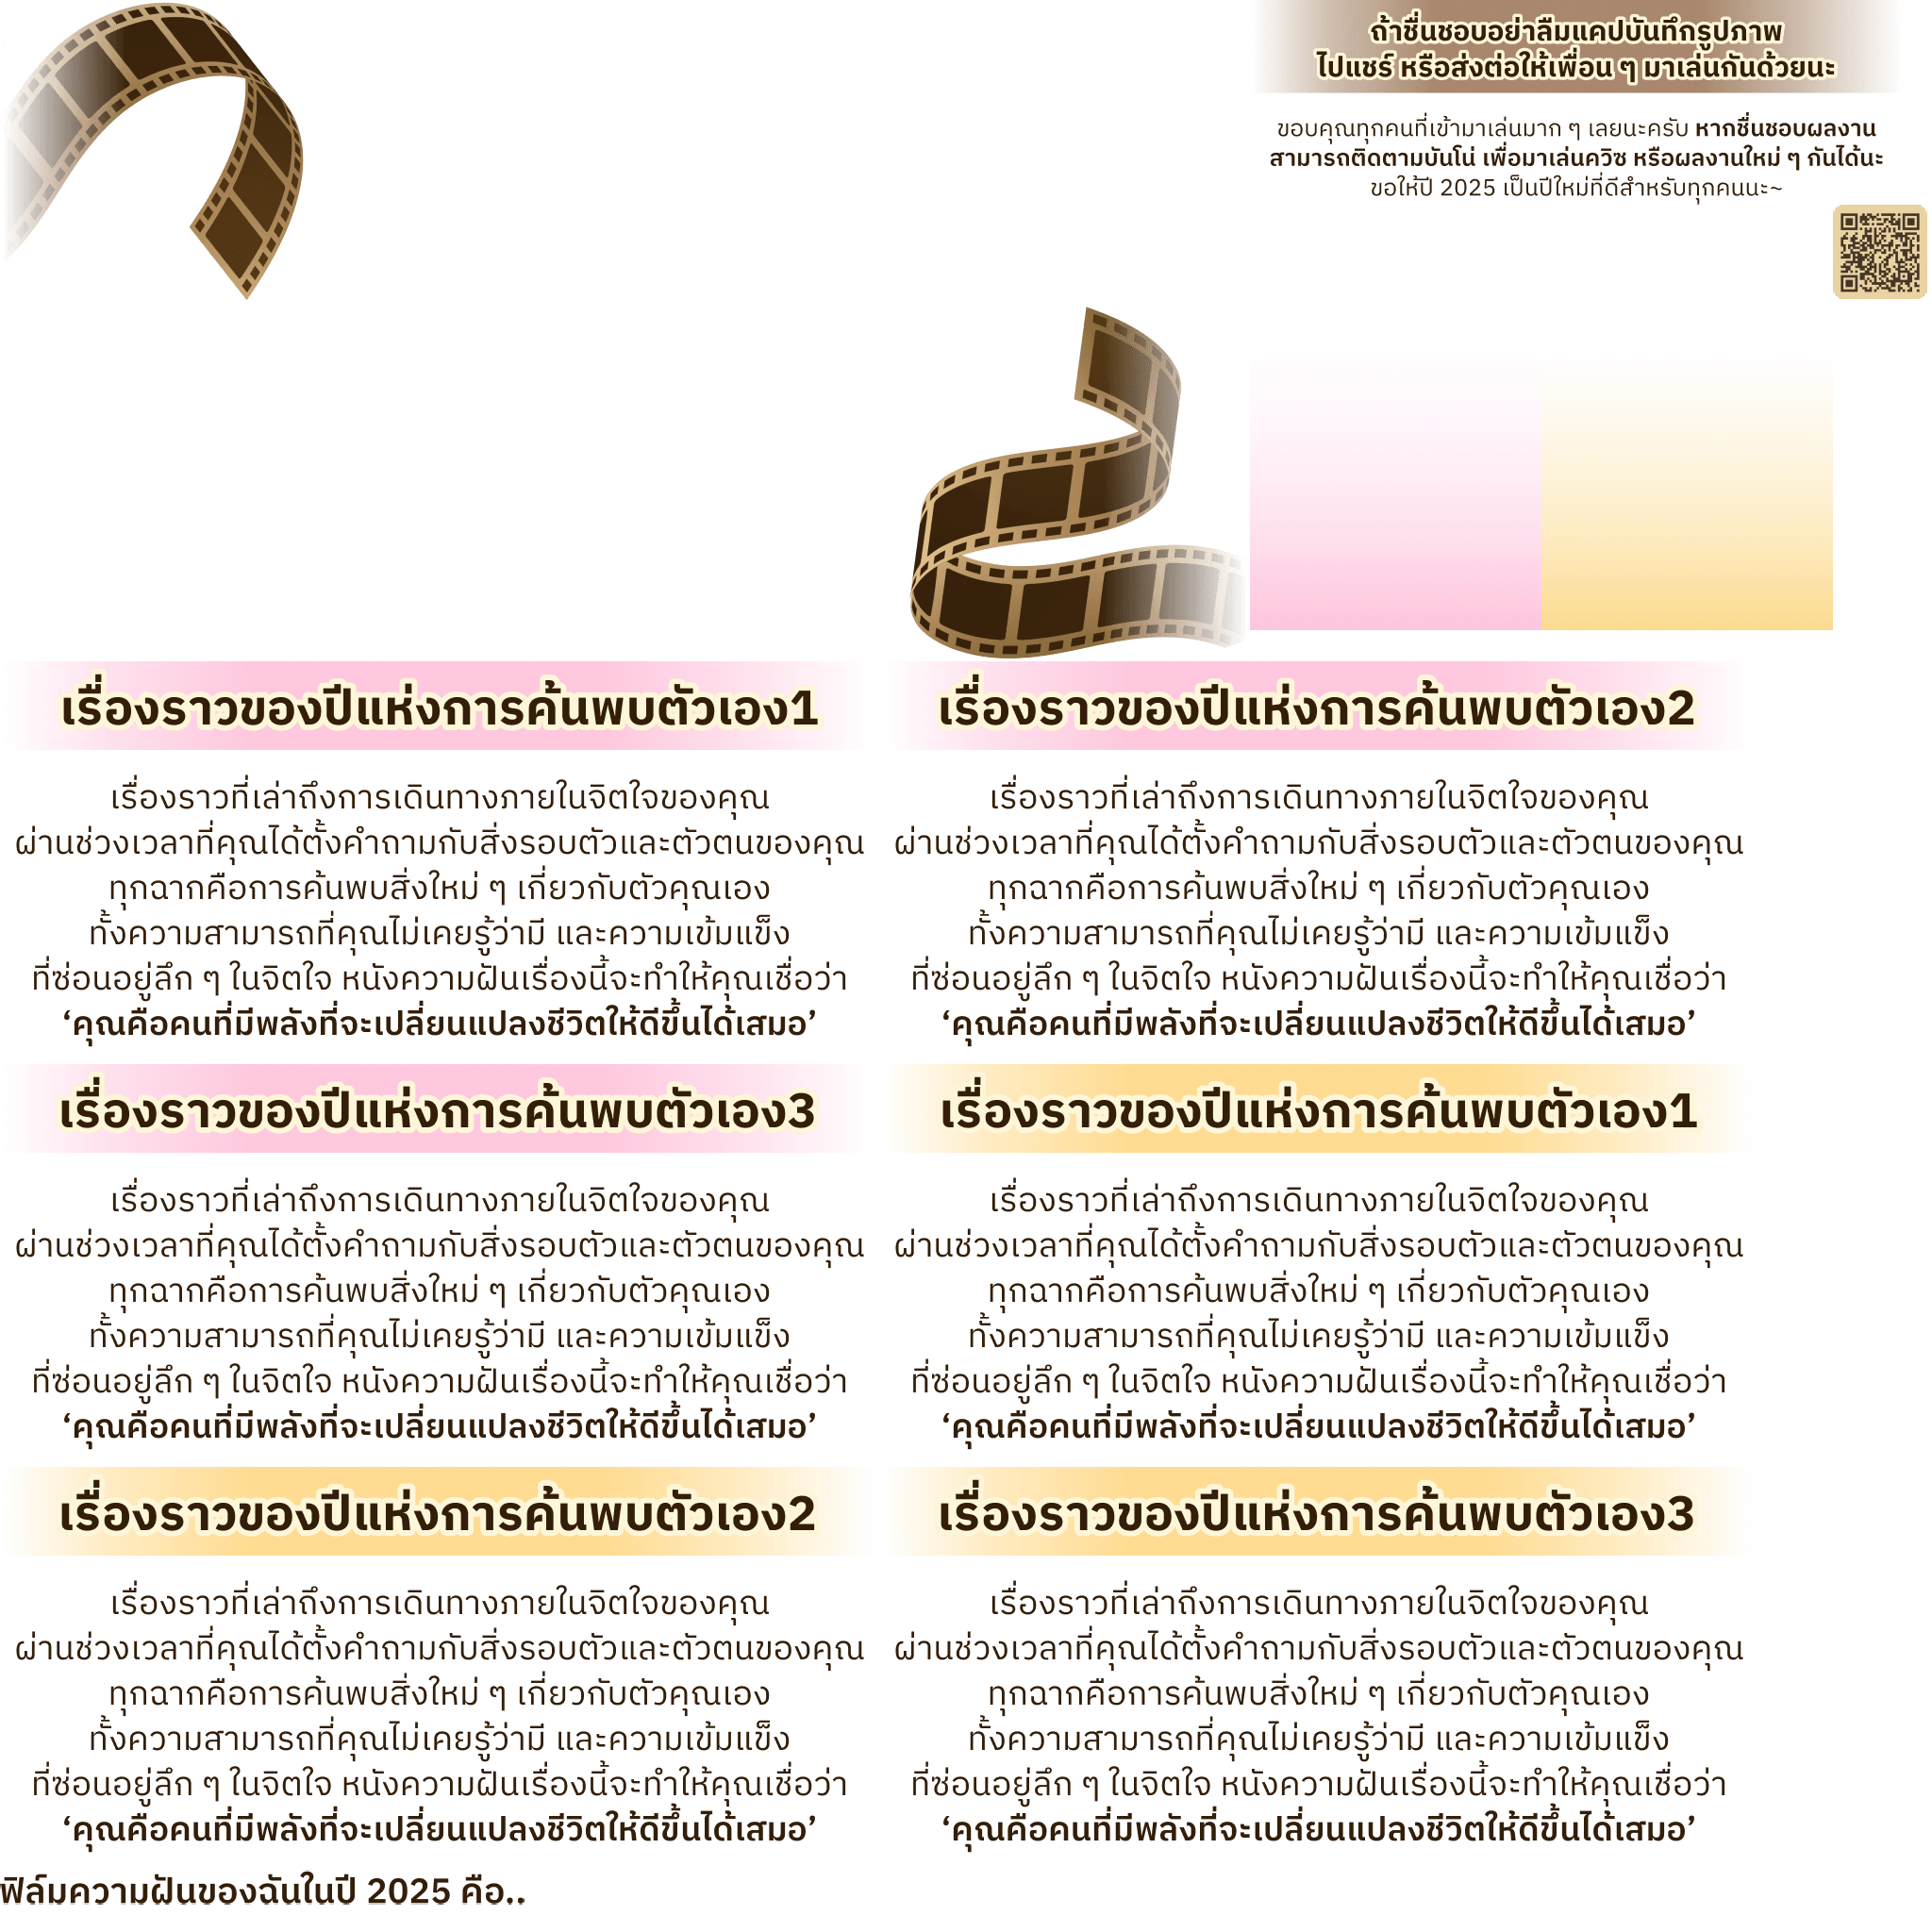 ถ้าชื่นชอบอย่าลืมแคปบันทึกรูปภาพ
ไปแชร์ หรือส่งต่อให้เพื่อน ๆ มาเล่นกันด้วยนะ
ขอบคุณทุกคนที่เข้ามาเล่นมาก ๆ เลยนะครับ หากชื่นชอบผลงาน
สามารถติดตามบันโน่ เพื่อมาเล่นควิซ หรือผลงานใหม่ ๆ กันได้นะ
ขอให้ปี 2025 เป็นปีใหม่ที่ดีสำหรับทุกคนนะ~
เรื่องราวของปีแห่งการค้นพบตัวเอง1
เรื่องราวที่เล่าถึงการเดินทางภายในจิตใจของคุณ
ผ่านช่วงเวลาที่คุณได้ตั้งคำถามกับสิ่งรอบตัวและตัวตนของคุณ
ทุกฉากคือการค้นพบสิ่งใหม่ ๆ เกี่ยวกับตัวคุณเอง
ทั้งความสามารถที่คุณไม่เคยรู้ว่ามี และความเข้มแข็ง
ที่ซ่อนอยู่ลึก ๆ ในจิตใจ หนังความฝันเรื่องนี้จะทำให้คุณเชื่อว่า
‘คุณคือคนที่มีพลังที่จะเปลี่ยนแปลงชีวิตให้ดีขึ้นได้เสมอ’
เรื่องราวของปีแห่งการค้นพบตัวเอง2
เรื่องราวที่เล่าถึงการเดินทางภายในจิตใจของคุณ
ผ่านช่วงเวลาที่คุณได้ตั้งคำถามกับสิ่งรอบตัวและตัวตนของคุณ
ทุกฉากคือการค้นพบสิ่งใหม่ ๆ เกี่ยวกับตัวคุณเอง
ทั้งความสามารถที่คุณไม่เคยรู้ว่ามี และความเข้มแข็ง
ที่ซ่อนอยู่ลึก ๆ ในจิตใจ หนังความฝันเรื่องนี้จะทำให้คุณเชื่อว่า
‘คุณคือคนที่มีพลังที่จะเปลี่ยนแปลงชีวิตให้ดีขึ้นได้เสมอ’
เรื่องราวของปีแห่งการค้นพบตัวเอง3
เรื่องราวที่เล่าถึงการเดินทางภายในจิตใจของคุณ
ผ่านช่วงเวลาที่คุณได้ตั้งคำถามกับสิ่งรอบตัวและตัวตนของคุณ
ทุกฉากคือการค้นพบสิ่งใหม่ ๆ เกี่ยวกับตัวคุณเอง
ทั้งความสามารถที่คุณไม่เคยรู้ว่ามี และความเข้มแข็ง
ที่ซ่อนอยู่ลึก ๆ ในจิตใจ หนังความฝันเรื่องนี้จะทำให้คุณเชื่อว่า
‘คุณคือคนที่มีพลังที่จะเปลี่ยนแปลงชีวิตให้ดีขึ้นได้เสมอ’
เรื่องราวของปีแห่งการค้นพบตัวเอง1
เรื่องราวที่เล่าถึงการเดินทางภายในจิตใจของคุณ
ผ่านช่วงเวลาที่คุณได้ตั้งคำถามกับสิ่งรอบตัวและตัวตนของคุณ
ทุกฉากคือการค้นพบสิ่งใหม่ ๆ เกี่ยวกับตัวคุณเอง
ทั้งความสามารถที่คุณไม่เคยรู้ว่ามี และความเข้มแข็ง
ที่ซ่อนอยู่ลึก ๆ ในจิตใจ หนังความฝันเรื่องนี้จะทำให้คุณเชื่อว่า
‘คุณคือคนที่มีพลังที่จะเปลี่ยนแปลงชีวิตให้ดีขึ้นได้เสมอ’
เรื่องราวของปีแห่งการค้นพบตัวเอง2
เรื่องราวที่เล่าถึงการเดินทางภายในจิตใจของคุณ
ผ่านช่วงเวลาที่คุณได้ตั้งคำถามกับสิ่งรอบตัวและตัวตนของคุณ
ทุกฉากคือการค้นพบสิ่งใหม่ ๆ เกี่ยวกับตัวคุณเอง
ทั้งความสามารถที่คุณไม่เคยรู้ว่ามี และความเข้มแข็ง
ที่ซ่อนอยู่ลึก ๆ ในจิตใจ หนังความฝันเรื่องนี้จะทำให้คุณเชื่อว่า
‘คุณคือคนที่มีพลังที่จะเปลี่ยนแปลงชีวิตให้ดีขึ้นได้เสมอ’
เรื่องราวของปีแห่งการค้นพบตัวเอง3
เรื่องราวที่เล่าถึงการเดินทางภายในจิตใจของคุณ
ผ่านช่วงเวลาที่คุณได้ตั้งคำถามกับสิ่งรอบตัวและตัวตนของคุณ
ทุกฉากคือการค้นพบสิ่งใหม่ ๆ เกี่ยวกับตัวคุณเอง
ทั้งความสามารถที่คุณไม่เคยรู้ว่ามี และความเข้มแข็ง
ที่ซ่อนอยู่ลึก ๆ ในจิตใจ หนังความฝันเรื่องนี้จะทำให้คุณเชื่อว่า
‘คุณคือคนที่มีพลังที่จะเปลี่ยนแปลงชีวิตให้ดีขึ้นได้เสมอ’
ฟิล์มความฝันของฉันในปี 2025 คือ..